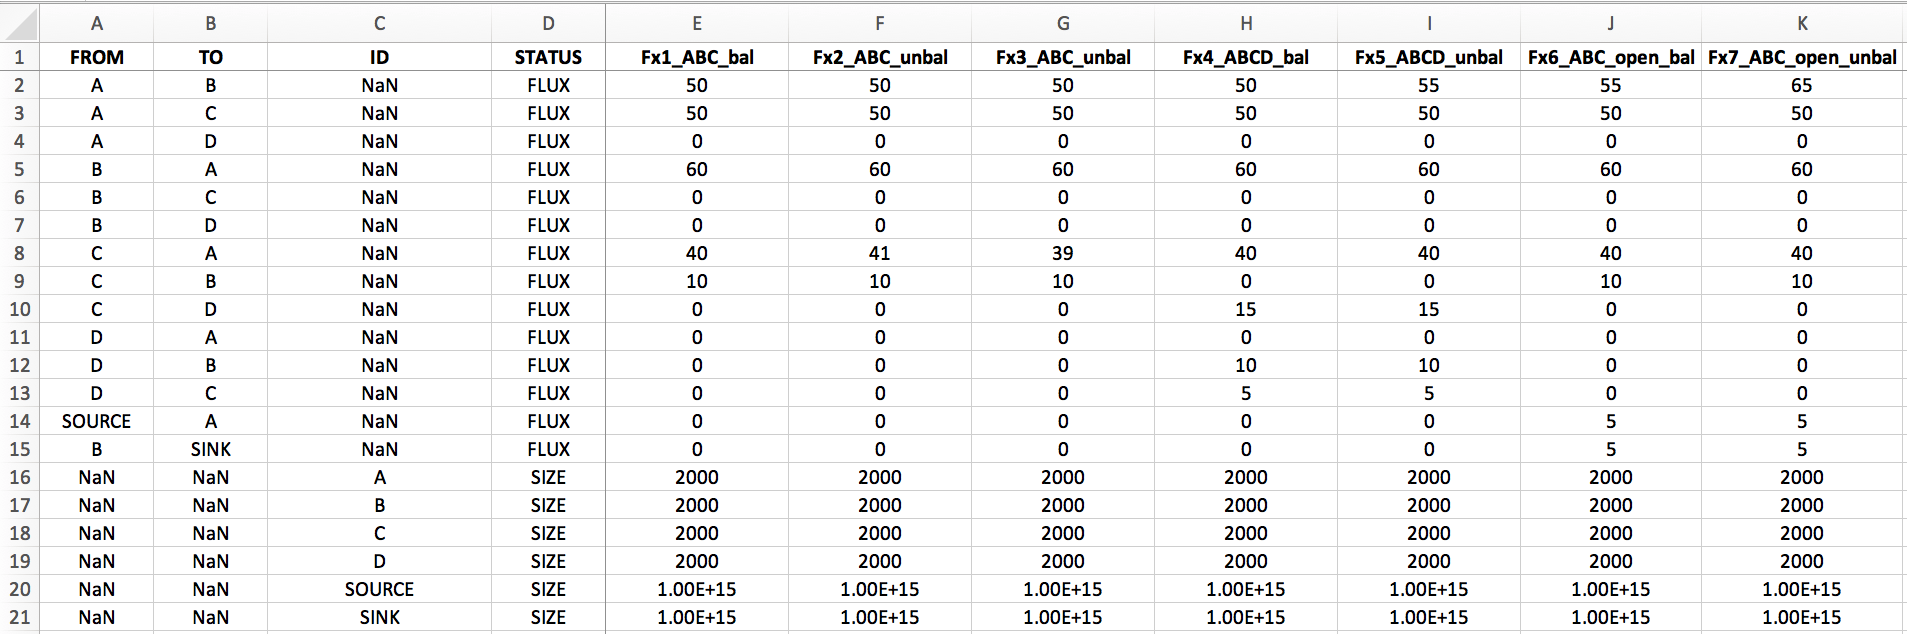 A B C D E F G H I J K
1 FROM TO ID STATUS Fx1_ABC_bal Fx2_ABC_unbal Fx3_ABC_unbal Fx4_ABCD_bal Fx5_ABCD_unbal Fx6_ABC_open_bal Fx7_ABC_open_unbal
2 A B NaN FLUX 50 50 50 50 55 55 65
3 A C NaN FLUX 50 50 50 50 50 50 50
4 A D NaN FLUX 0 0 0 0 0 0 0
5 B A NaN FLUX 60 60 60 60 60 60 60
6 B C NaN FLUX 0 0 0 0 0 0 0
7 B D NaN FLUX 0 0 0 0 0 0 0
8 C A NaN FLUX 40 41 39 40 40 40 40
9 C B NaN FLUX 10 10 10 0 0 10 10
10 C D NaN FLUX 0 0 0 15 15 0 0
11 D A NaN FLUX 0 0 0 0 0 0 0
12 D B NaN FLUX 0 0 0 10 10 0 0
13 D C NaN FLUX 0 0 0 5 5 0 0
14 SOURCE A NaN FLUX 0 0 0 0 0 5 5
15 B SINK NaN FLUX 0 0 0 0 0 5 5
16 NaN NaN A SIZE 2000 2000 2000 2000 2000 2000 2000
17 NaN NaN B SIZE 2000 2000 2000 2000 2000 2000 2000
18 NaN NaN C SIZE 2000 2000 2000 2000 2000 2000 2000
19 NaN NaN D SIZE 2000 2000 2000 2000 2000 2000 2000
20 NaN NaN SOURCE SIZE 1.00E+15 1.00E+15 1.00E+15 1.00E+15 1.00E+15 1.00E+15 1.00E+15
21 NaN NaN SINK SIZE 1.00E+15 1.00E+15 1.00E+15 1.00E+15 1.00E+15 1.00E+15 1.00E+15